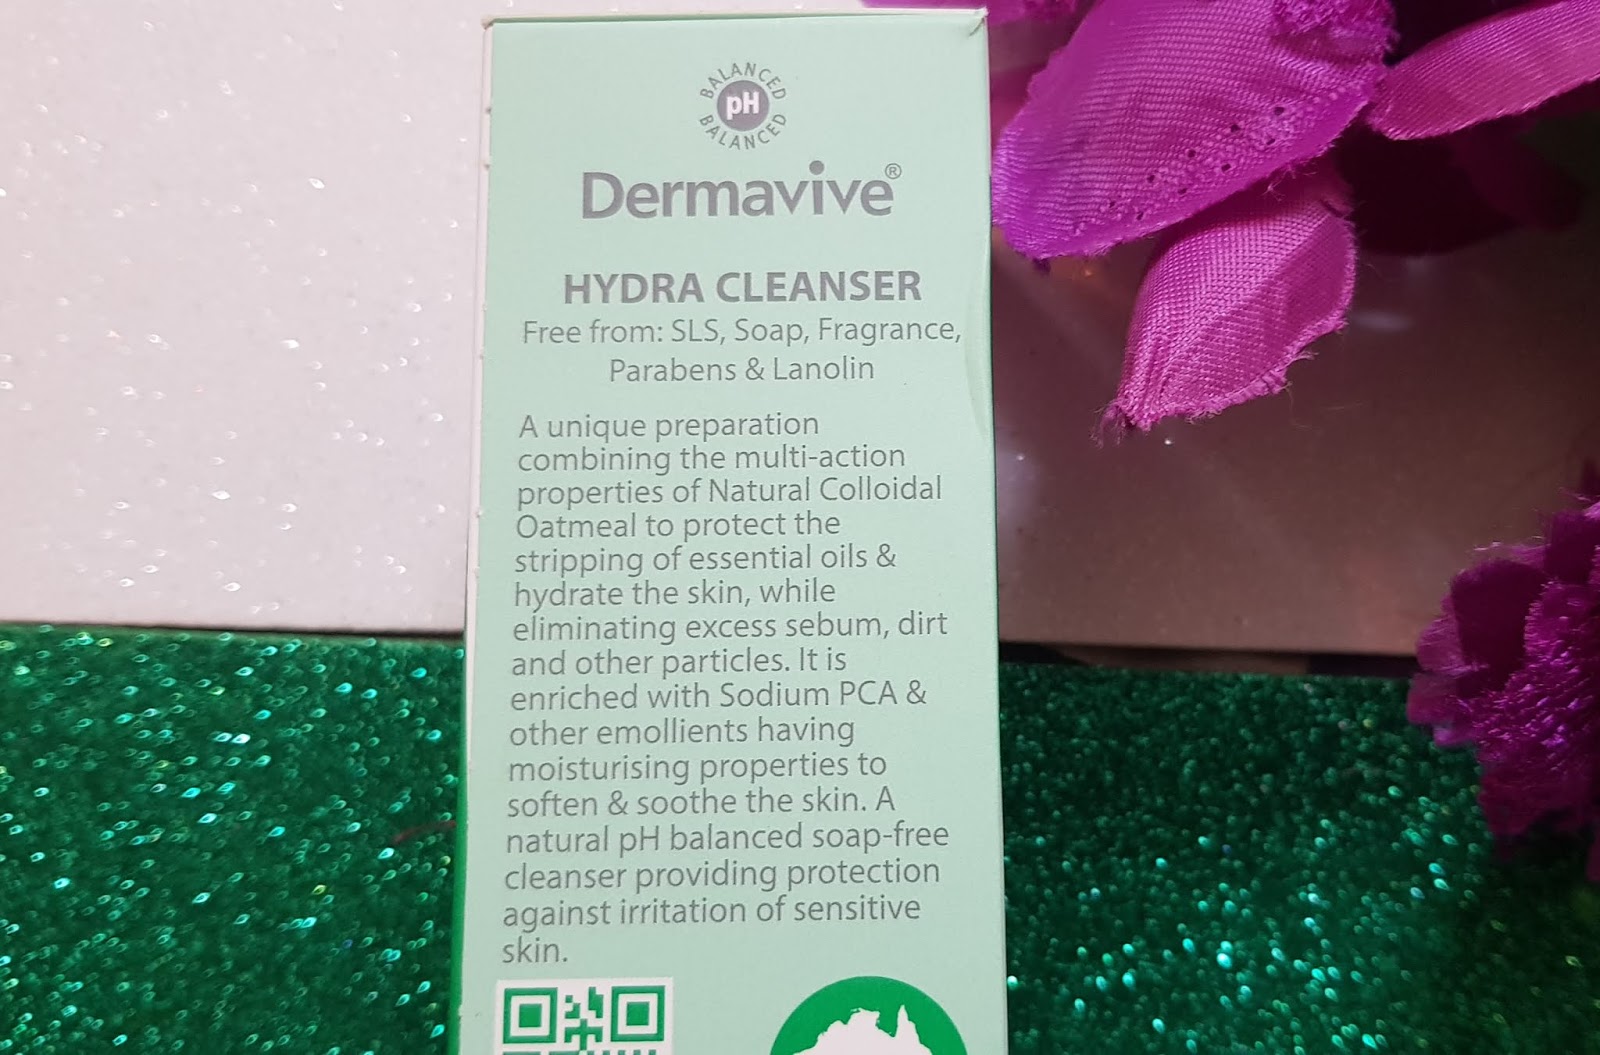 BALANCED
pH
BALANCED
Dermavive®
HYDRA CLEANSER
Free from: SLS, Soap, Fragrance,
Parabens & Lanolin
A unique preparation
combining the multi-action
properties of Natural Colloidal
Oatmeal to protect the
stripping of essential oils &
hydrate the skin, while
eliminating excess sebum, dirt
and other particles. It is
enriched with Sodium PCA &
other emollients having
moisturising properties to
soften & soothe the skin. A
natural pH balanced soap-free
cleanser providing protection
against irritation of sensitive
skin.